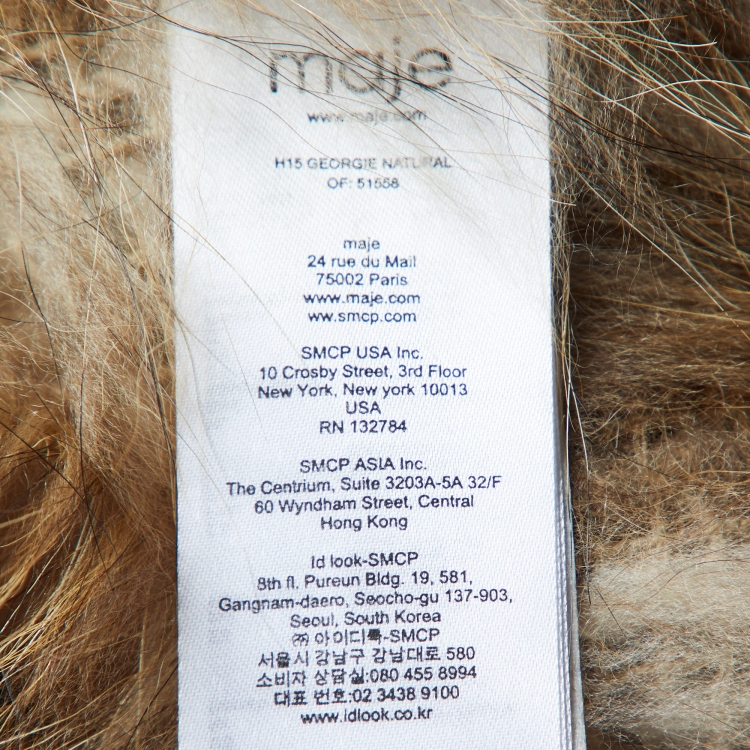 maje
www.maje.com
H15 GEORGIE NATURAL
OF: 51558
maje
24 rue du Mail
75002 Paris
www.maje.com
ww.smcp.com
SMCP USA Inc.
10 Crosby Street, 3rd Floor
New York, New york 10013
USA
RN 132784
SMCP ASIA Inc.
The Centrium, Suite 3203A-5A 32/F
60 Wyndham Street, Central
Hong Kong
Id look-SMCP
8th fl. Pureun Bldg. 19, 581,
Gangnam-daero, Seocho-gu 137-903,
Seoul, South Korea
㈜ 아이디룩-SMCP
서울시 강남구 강남대로 580
소비자 상담실:080 455 8994
대표 번호:02 3438 9100
www.idlook.co.kr